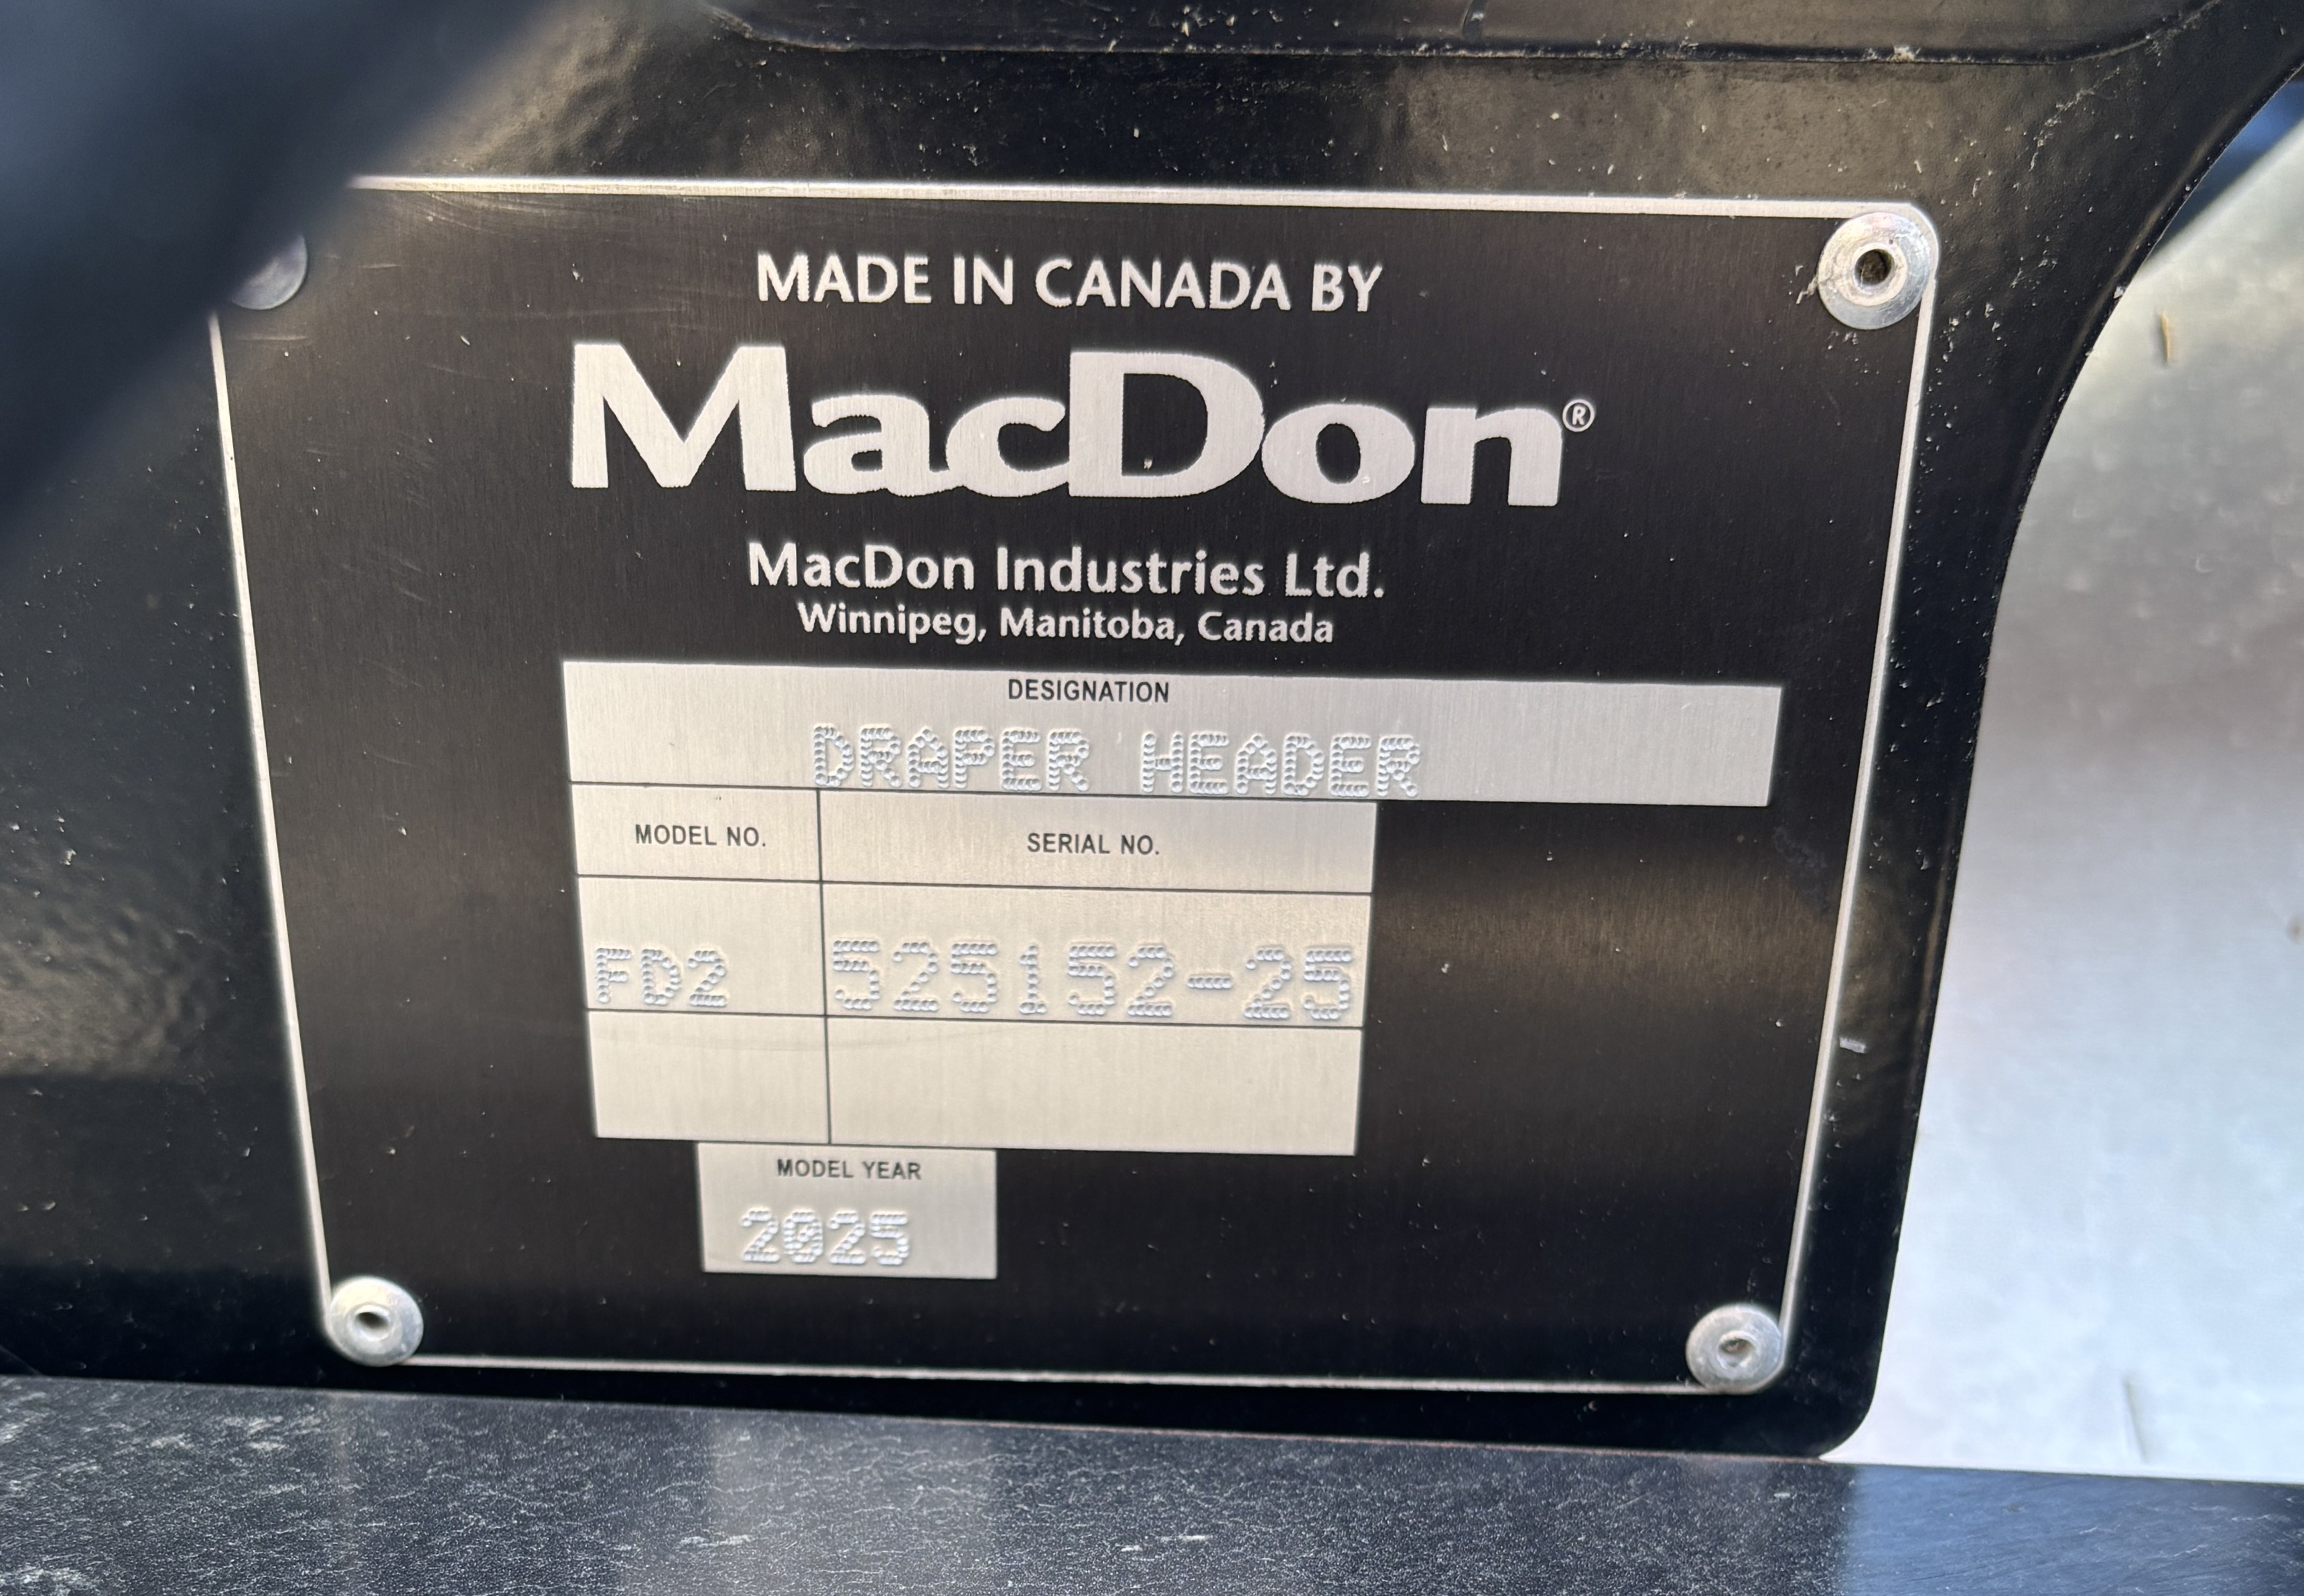 MADE IN CANADA BY
MacDon®
MacDon Industries Ltd.
Winnipeg, Manitoba, Canada
DESIGNATION
DRAPER HEADER
MODEL NO. SERIAL NO.
FD2 525152-25
MODEL YEAR
2025